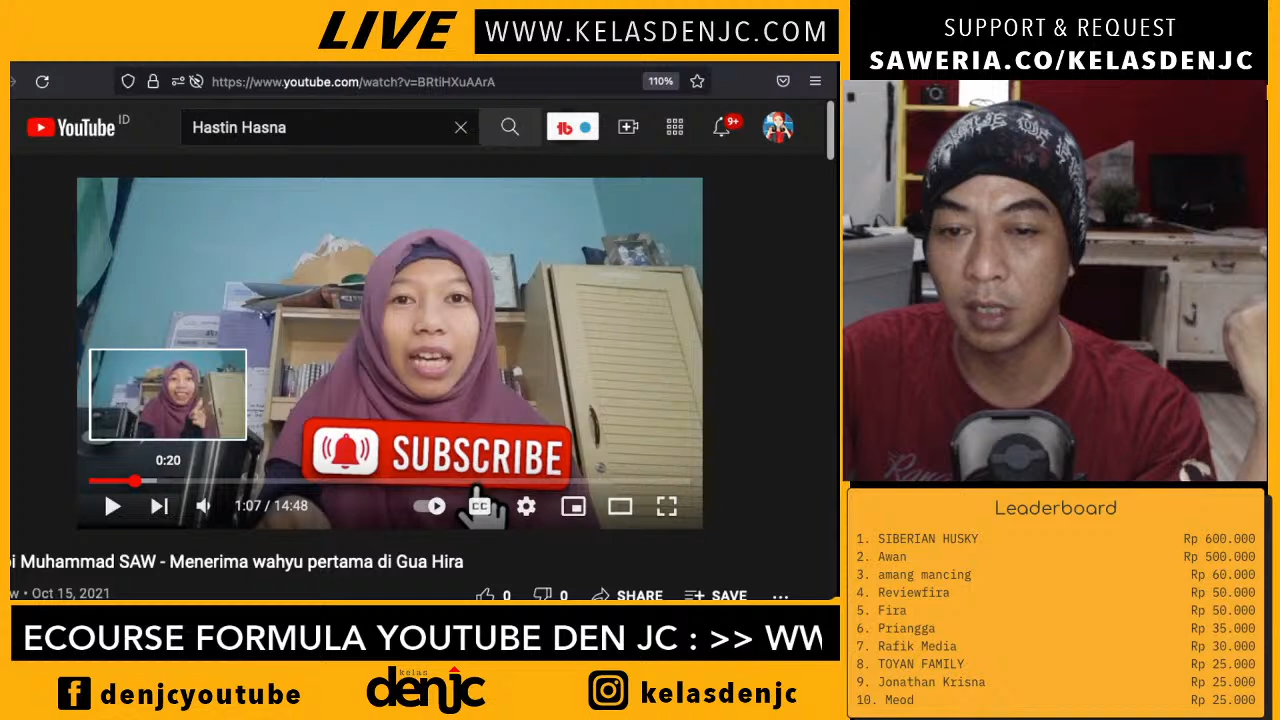 LIVE
WWW.KELASDENJC.COM
SUPPORT & REQUEST
SAWERIA.CO/KELASDENJC
https://www.youtube.com/watch?v=BRtiHXuAArA
110%
YouTube ID
Hastin Hasna
9+
SUBSCRIBE
0:20
1:07 / 14:48
CC
i Muhammad SAW - Menerima wahyu pertama di Gua Hira
w • Oct 15, 2021
0
0
SHARE
SAVE
Leaderboard
1. SIBERIAN HUSKY Rp 600.000
2. Awan Rp 500.000
3. amang mancing Rp 60.000
4. Reviewfira Rp 50.000
5. Fira Rp 50.000
6. Priangga Rp 35.000
7. Rafik Media Rp 30.000
8. TOYAN FAMILY Rp 25.000
9. Jonathan Krisna Rp 25.000
10. Meod Rp 25.000
ECOURSE FORMULA YOUTUBE DEN JC : >> WW
denjcyoutube
kelas
denjc
kelasdenjc